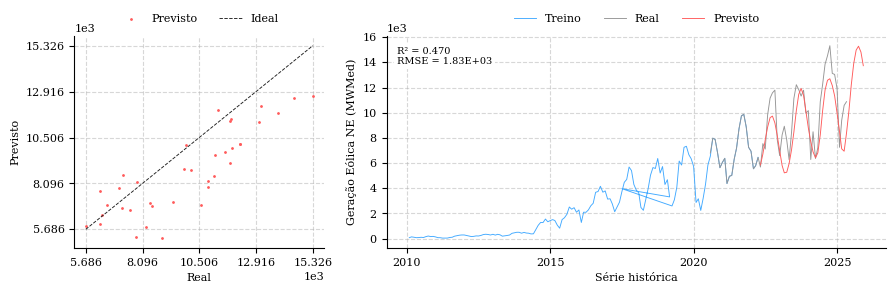 Previsto
Ideal
1e3
15.326
12.916
10.506
8.096
5.686
Previsto
5.686
8.096
10.506
12.916
15.326
1e3
Real
Treino
Real
Previsto
1e3
R² = 0.470
RMSE = 1.83E+03
16
14
12
10
8
6
4
2
0
Geração Eólica NE (MWMed)
2010
2015
2020
2025
Série histórica